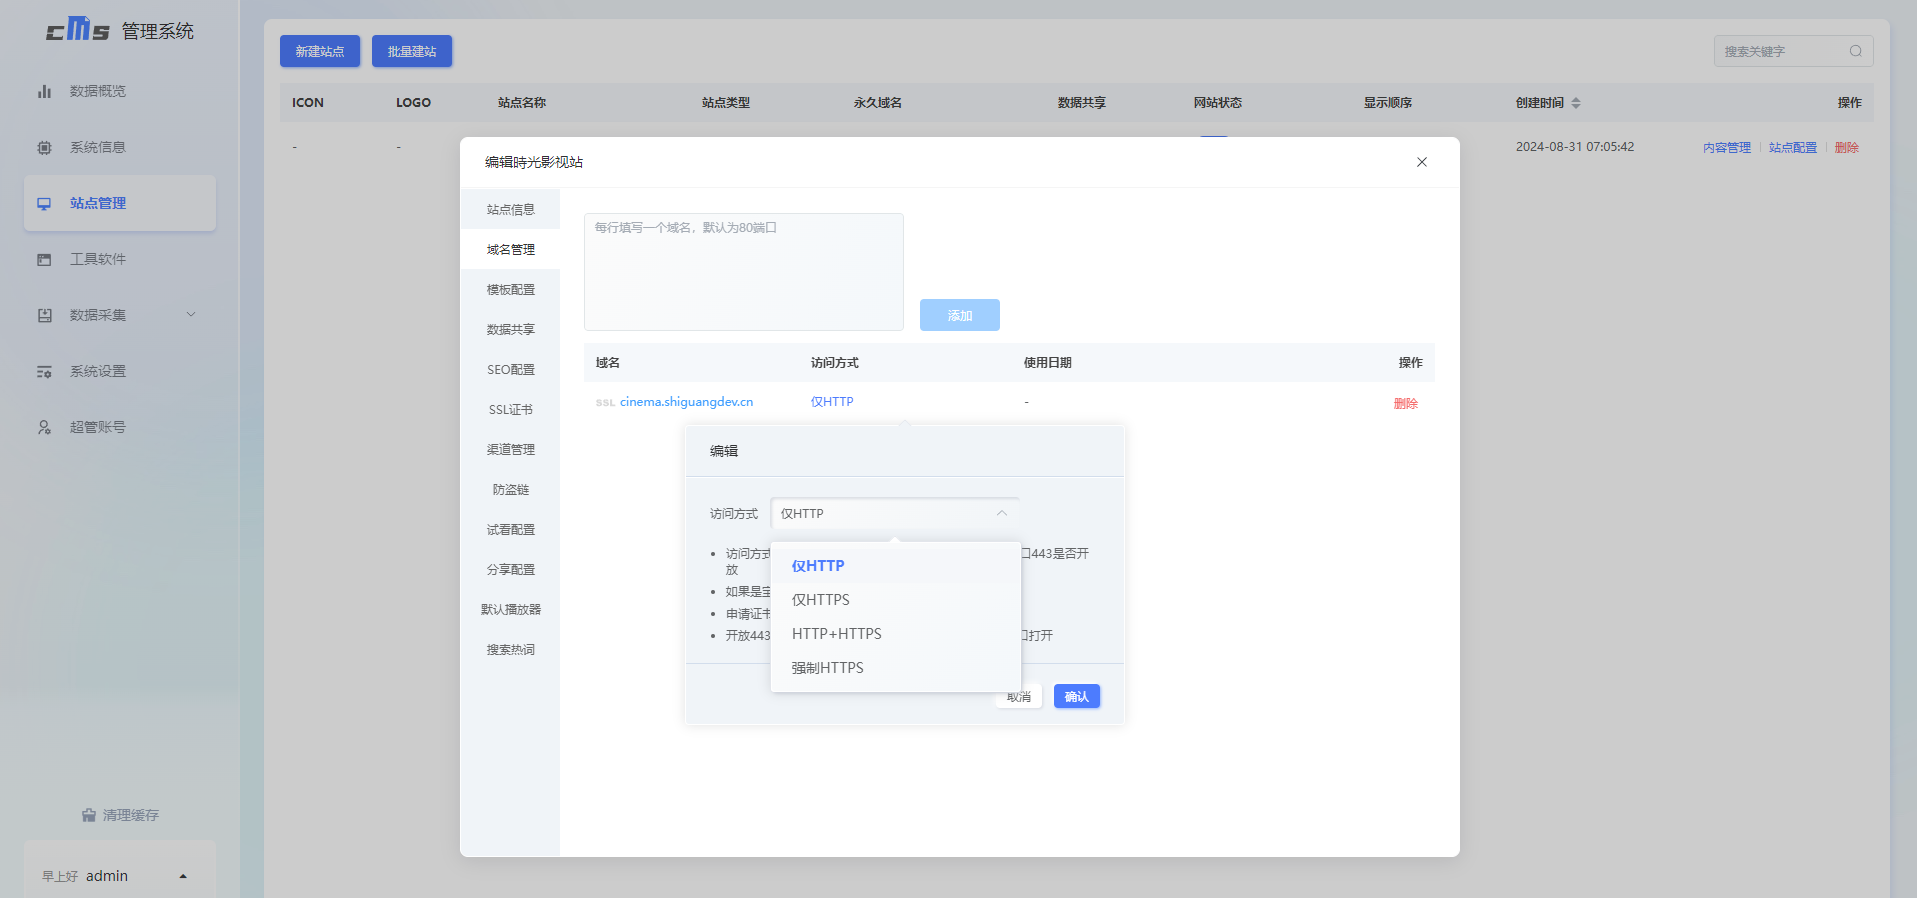 cms 管理系统
数据概览
系统信息
站点管理
工具软件
数据采集
系统设置
超管账号
清理缓存
早上好 admin
新建站点 批量建站 搜索关键字
ICON LOGO 站点名称 站点类型 永久域名 数据共享 网站状态 显示顺序 创建时间 操作
- - 2024-08-31 07:05:42 内容管理 站点配置 删除
编辑時光影视站
站点信息
域名管理
模板配置
数据共享
SEO配置
SSL证书
渠道管理
防盗链
试看配置
分享配置
默认播放器
搜索热词
每行填写一个域名，默认为80端口
添加
域名 访问方式 使用日期 操作
SSL cinema.shiguangdev.cn 仅HTTP - 删除
编辑
访问方式 仅HTTP
• 访问方式 口443是否开
放
• 如果是宝
• 申请证书
• 开放443 口打开
仅HTTP
仅HTTPS
HTTP+HTTPS
强制HTTPS
取消 确认